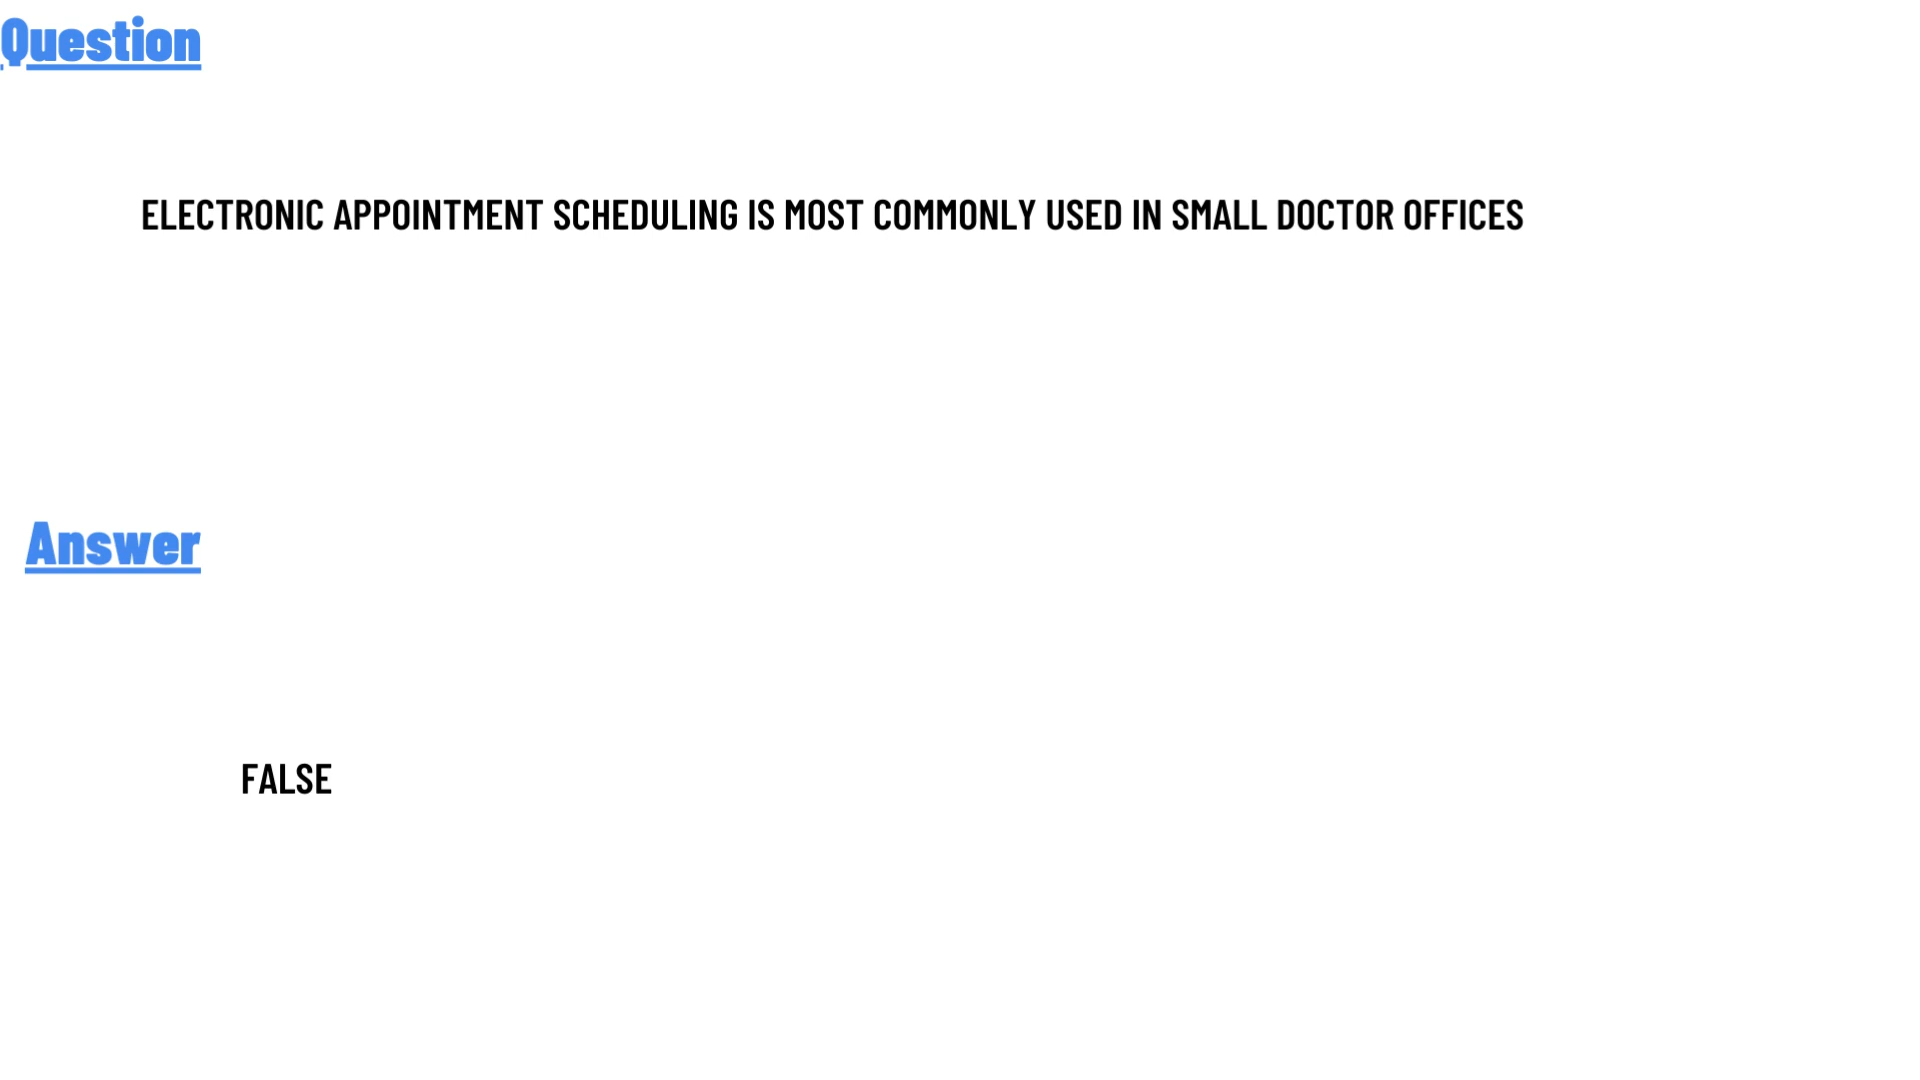 Question
ELECTRONIC APPOINTMENT SCHEDULING IS MOST COMMONLY USED IN SMALL DOCTOR OFFICES
Answer
FALSE